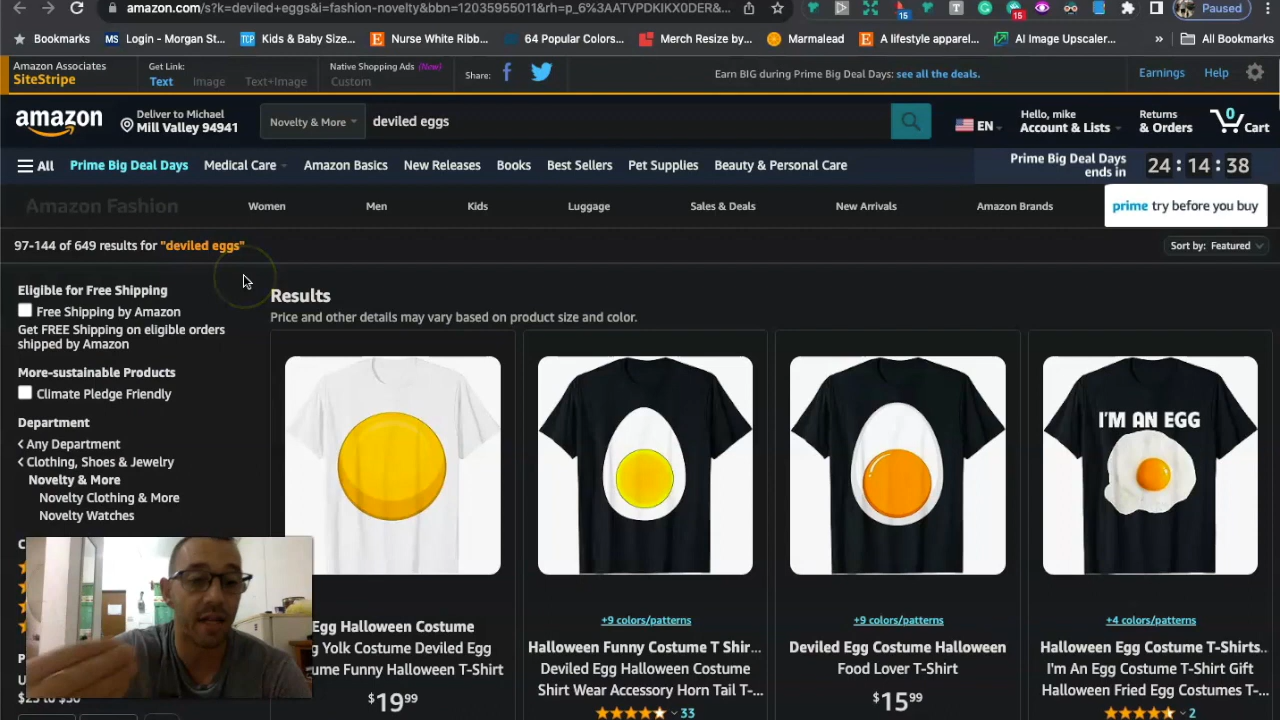 amazon.com/s?k=deviled+eggs&i=fashion-novelty&bbn=12035955011&rh=p_6%3AATVPDKIKX0DER&...
15
15
Paused
Bookmarks
Login - Morgan St...
Kids & Baby Size...
Nurse White Ribb...
64 Popular Colors...
Merch Resize by...
Marmalead
A lifestyle apparel...
AI Image Upscaler...
»
All Bookmarks
Amazon Associates
SiteStripe
Get Link:
Text
Image
Text+Image
Native Shopping Ads (New)
Custom
Share:
Earn BIG during Prime Big Deal Days: see all the deals.
Earnings
Help
amazon
Deliver to Michael
Mill Valley 94941
Novelty & More
deviled eggs
EN
Hello, mike
Account & Lists
Returns
& Orders
0
Cart
All
Prime Big Deal Days
Medical Care
Amazon Basics
New Releases
Books
Best Sellers
Pet Supplies
Beauty & Personal Care
Prime Big Deal Days
ends in
24 : 14 : 38
Amazon Fashion
Women
Men
Kids
Luggage
Sales & Deals
New Arrivals
Amazon Brands
prime try before you buy
97-144 of 649 results for "deviled eggs"
Sort by: Featured
Eligible for Free Shipping
Free Shipping by Amazon
Get FREE Shipping on eligible orders
shipped by Amazon
More-sustainable Products
Climate Pledge Friendly
Department
Any Department
Clothing, Shoes & Jewelry
Novelty & More
Novelty Clothing & More
Novelty Watches
Results
Price and other details may vary based on product size and color.
I'M AN EGG
Egg Halloween Costume
g Yolk Costume Deviled Egg
ume Funny Halloween T-Shirt
$19⁹⁹
+9 colors/patterns
Halloween Funny Costume T Shir...
Deviled Egg Halloween Costume
Shirt Wear Accessory Horn Tail T-...
33
+9 colors/patterns
Deviled Egg Costume Halloween
Food Lover T-Shirt
$15⁹⁹
+4 colors/patterns
Halloween Egg Costume T-Shirts..
I'm An Egg Costume T-Shirt Gift
Halloween Fried Egg Costumes T-...
2